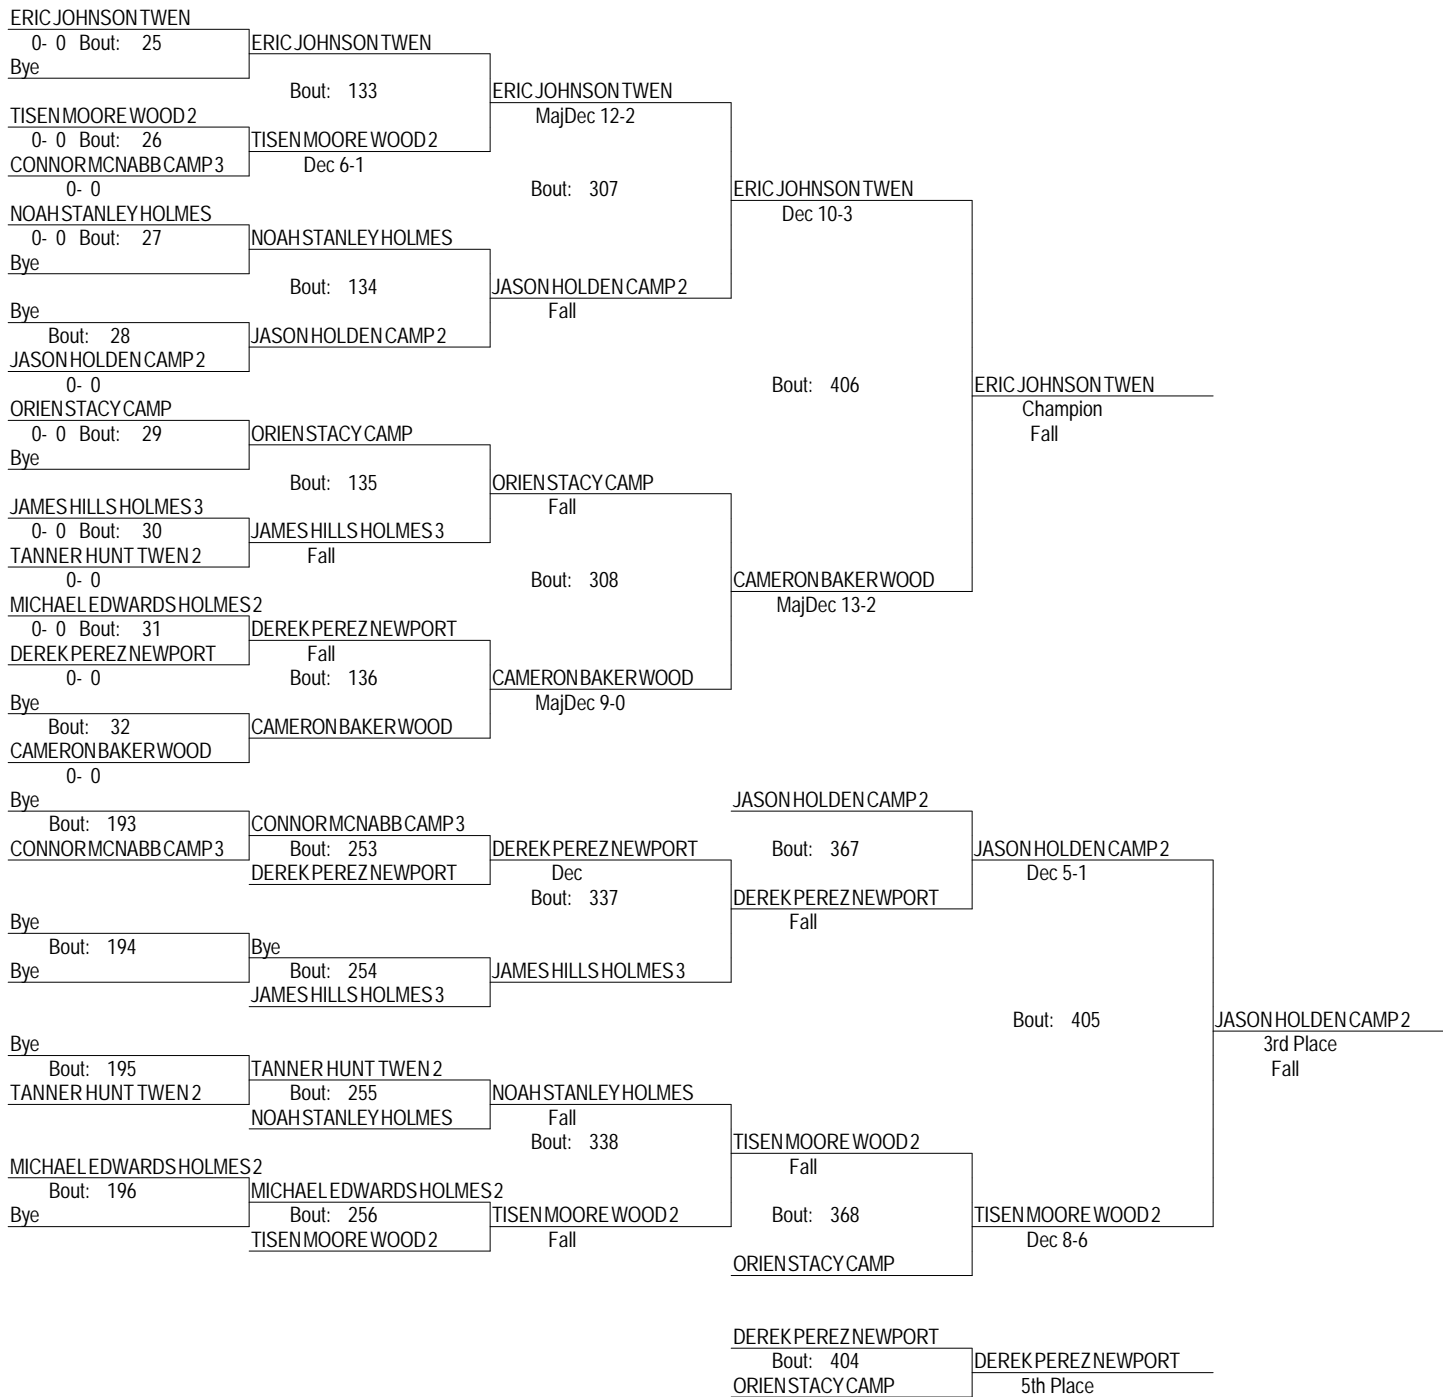 ERIC JOHNSON TWEN
0- 0 Bout: 25 ERIC JOHNSON TWEN
Bye
Bout: 133 ERIC JOHNSON TWEN
TISEN MOORE WOOD 2 MajDec 12-2
0- 0 Bout: 26 TISEN MOORE WOOD 2
CONNOR MCNABB CAMP 3 Dec 6-1
0- 0 Bout: 307 ERIC JOHNSON TWEN
NOAH STANLEY HOLMES Dec 10-3
0- 0 Bout: 27 NOAH STANLEY HOLMES
Bye
Bout: 134 JASON HOLDEN CAMP 2
Bye Fall
Bout: 28 JASON HOLDEN CAMP 2
JASON HOLDEN CAMP 2
0- 0 Bout: 406 ERIC JOHNSON TWEN
ORIEN STACY CAMP Champion
0- 0 Bout: 29 ORIEN STACY CAMP Fall
Bye
Bout: 135 ORIEN STACY CAMP
JAMES HILLS HOLMES 3 Fall
0- 0 Bout: 30 JAMES HILLS HOLMES 3
TANNER HUNT TWEN 2 Fall
0- 0 Bout: 308 CAMERON BAKER WOOD
MICHAEL EDWARDS HOLMES 2 MajDec 13-2
0- 0 Bout: 31 DEREK PEREZ NEWPORT
DEREK PEREZ NEWPORT Fall
0- 0 Bout: 136 CAMERON BAKER WOOD
Bye MajDec 9-0
Bout: 32 CAMERON BAKER WOOD
CAMERON BAKER WOOD
0- 0
Bye JASON HOLDEN CAMP 2
Bout: 193 CONNOR MCNABB CAMP 3
CONNOR MCNABB CAMP 3 Bout: 253 DEREK PEREZ NEWPORT Bout: 367 JASON HOLDEN CAMP 2
DEREK PEREZ NEWPORT Dec Dec 5-1
Bout: 337 DEREK PEREZ NEWPORT
Bye Fall
Bout: 194 Bye
Bye Bout: 254 JAMES HILLS HOLMES 3
JAMES HILLS HOLMES 3
Bout: 405 JASON HOLDEN CAMP 2
Bye 3rd Place
Bout: 195 TANNER HUNT TWEN 2 Fall
TANNER HUNT TWEN 2 Bout: 255 NOAH STANLEY HOLMES
NOAH STANLEY HOLMES Fall
Bout: 338 TISEN MOORE WOOD 2
MICHAEL EDWARDS HOLMES 2 Fall
Bout: 196 MICHAEL EDWARDS HOLMES 2
Bye Bout: 256 TISEN MOORE WOOD 2 Bout: 368 TISEN MOORE WOOD 2
TISEN MOORE WOOD 2 Fall Dec 8-6
ORIEN STACY CAMP
DEREK PEREZ NEWPORT
Bout: 404 DEREK PEREZ NEWPORT
ORIEN STACY CAMP 5th Place